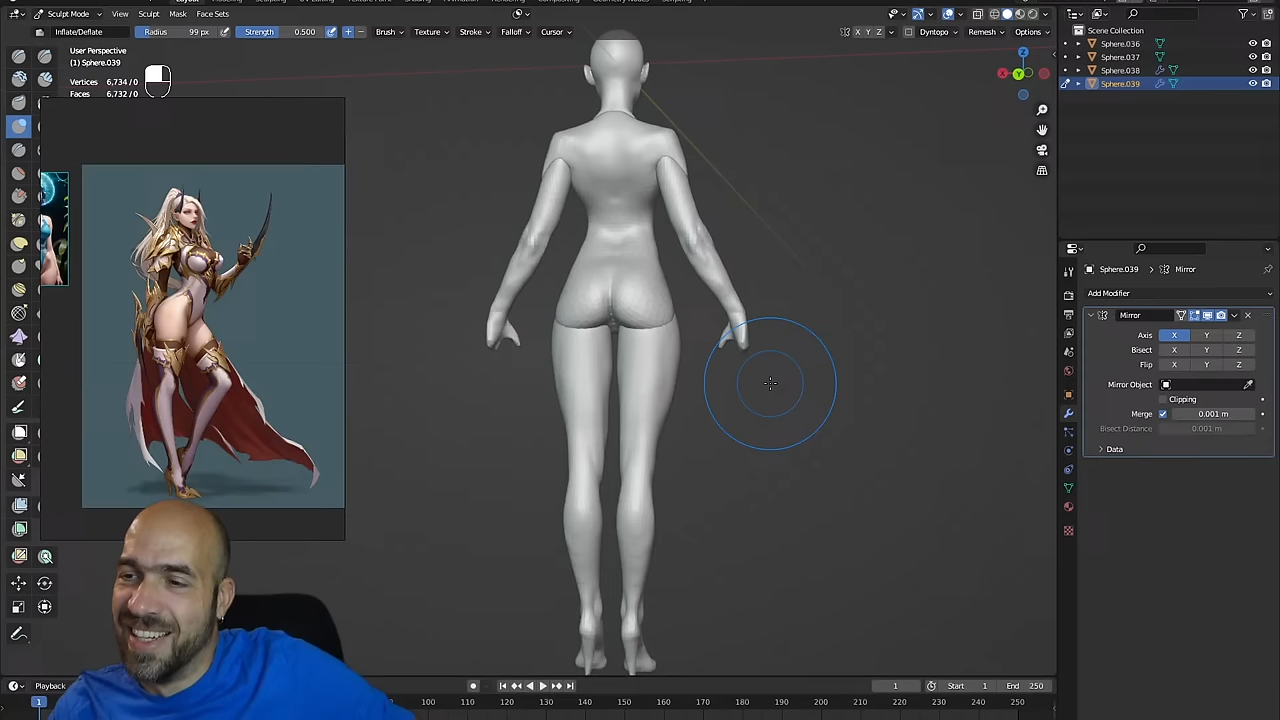 Sculpt Mode View Sculpt Mask Face Sets
Inflate/Deflate Radius 99 px Strength 0.500 Brush Texture Stroke Falloff Cursor X Y Z Dyntopo Remesh Options
User Perspective
(1) Sphere.039
Vertices 6,734 / 0
Faces 6,732 / 0
X Y Z
Scene Collection
Sphere.036
Sphere.037
Sphere.038
Sphere.039
Sphere.039 Mirror
Add Modifier
Mirror
Axis X Y Z
Bisect X Y Z
Flip X Y Z
Mirror Object
Clipping
Merge 0.001 m
Bisect Distance 0.001 m
Data
Playback 1 Start 1 End 250
1 100 110 120 130 140 150 160 170 180 190 200 210 220 230 240 250